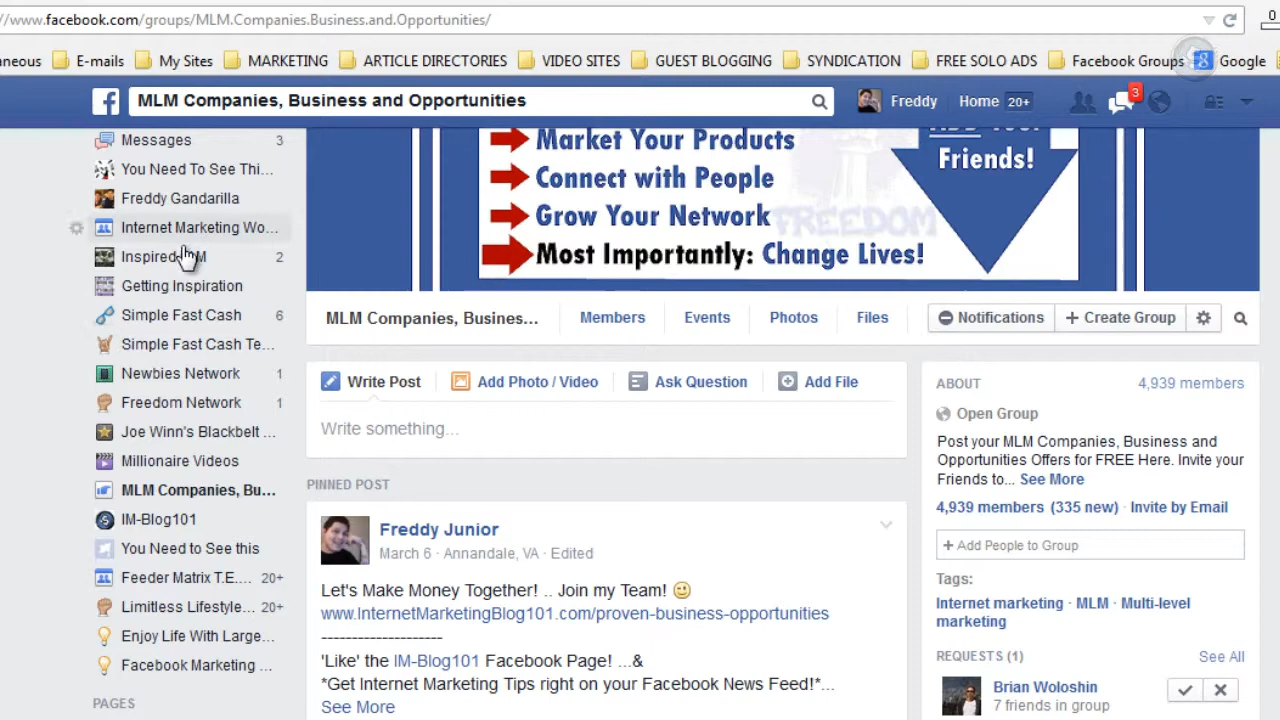 //www.facebook.com/groups/MLM.Companies.Business.and.Opportunities/
0
neous E-mails My Sites MARKETING ARTICLE DIRECTORIES VIDEO SITES GUEST BLOGGING SYNDICATION FREE SOLO ADS Facebook Groups Google
MLM Companies, Business and Opportunities
Freddy Home 20+ 3
Messages 3
You Need To See Thi...
Freddy Gandarilla
Internet Marketing Wo...
Inspired 2
Getting Inspiration
Simple Fast Cash 6
Simple Fast Cash Te...
Newbies Network 1
Freedom Network 1
Joe Winn's Blackbelt ...
Millionaire Videos
MLM Companies, Bu...
IM-Blog101
You Need to See this
Feeder Matrix T.E.... 20+
Limitless Lifestyle... 20+
Enjoy Life With Large...
Facebook Marketing ...
PAGES
Market Your Products
Connect with People
Grow Your Network
FREEDOM
Most Importantly: Change Lives!
ADD Your
Friends!
MLM Companies, Busines... Members Events Photos Files Notifications + Create Group
Write Post Add Photo / Video Ask Question Add File
Write something...
PINNED POST
Freddy Junior
March 6 · Annandale, VA · Edited
Let's Make Money Together! .. Join my Team!
www.InternetMarketingBlog101.com/proven-business-opportunities
--------------------
'Like' the IM-Blog101 Facebook Page! ...&
*Get Internet Marketing Tips right on your Facebook News Feed!*...
See More
ABOUT 4,939 members
Open Group
Post your MLM Companies, Business and
Opportunities Offers for FREE Here. Invite your
Friends to... See More
4,939 members (335 new) · Invite by Email
+ Add People to Group
Tags:
Internet marketing · MLM · Multi-level
marketing
REQUESTS (1) See All
Brian Woloshin
7 friends in group